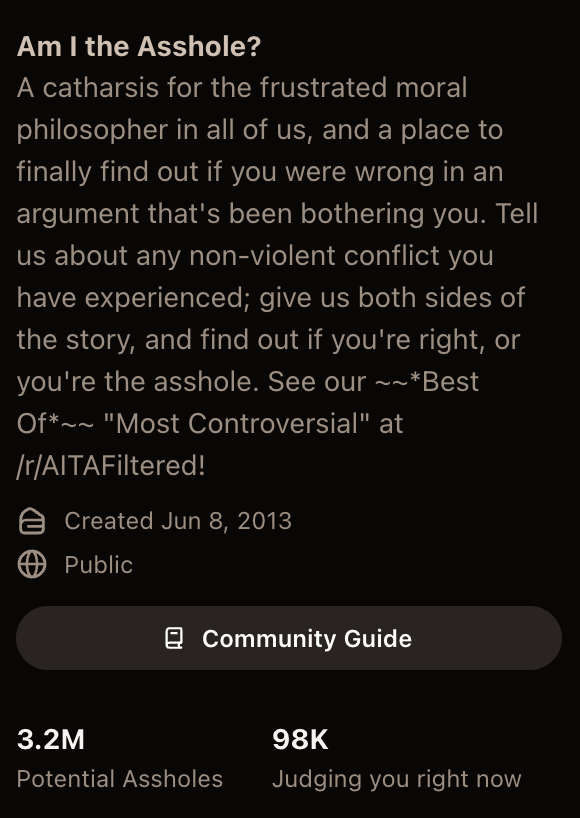 Am I the Asshole?
A catharsis for the frustrated moral
philosopher in all of us, and a place to
finally find out if you were wrong in an
argument that's been bothering you. Tell
us about any non-violent conflict you
have experienced; give us both sides of
the story, and find out if you're right, or
you're the asshole. See our ~~*Best
Of*~~ "Most Controversial" at
/r/AITAFiltered!
Created Jun 8, 2013
Public
Community Guide
3.2M 98K
Potential Assholes Judging you right now